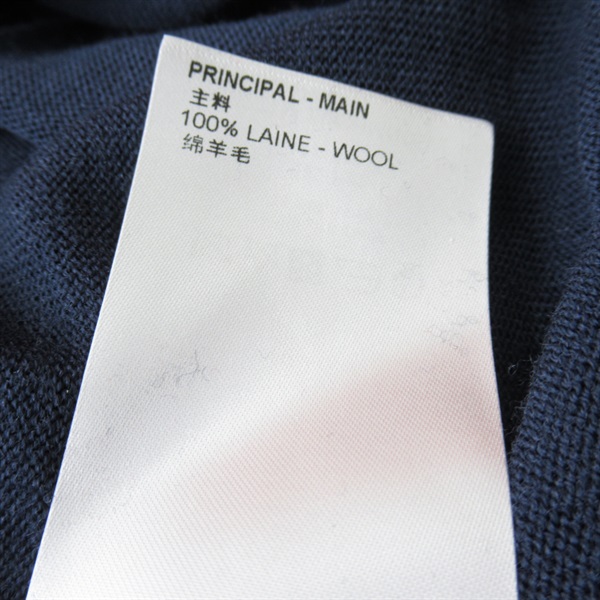 PRINCIPAL - MAIN
主料
100% LAINE - WOOL
绵羊毛